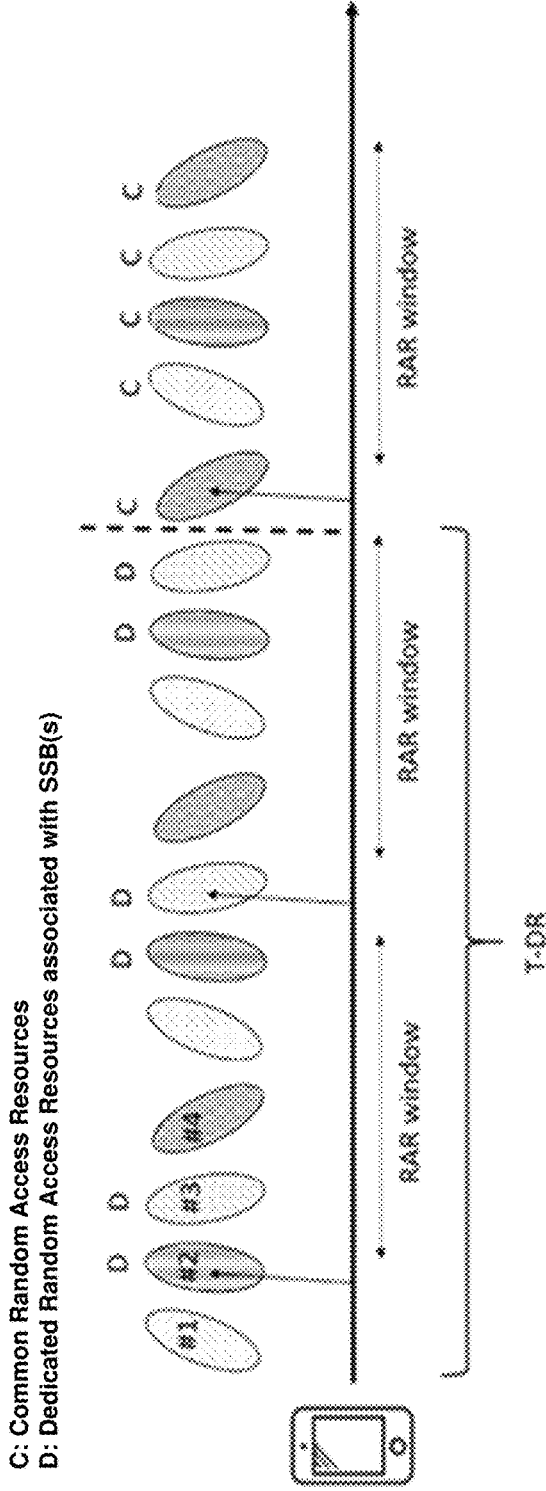 C: Common Random Access Resources
D: Dedicated Random Access Resources associated with SSB(s)
D D D D D D C C C C C
#1 #2 #3 #4
RAR window RAR window RAR window
T-DR